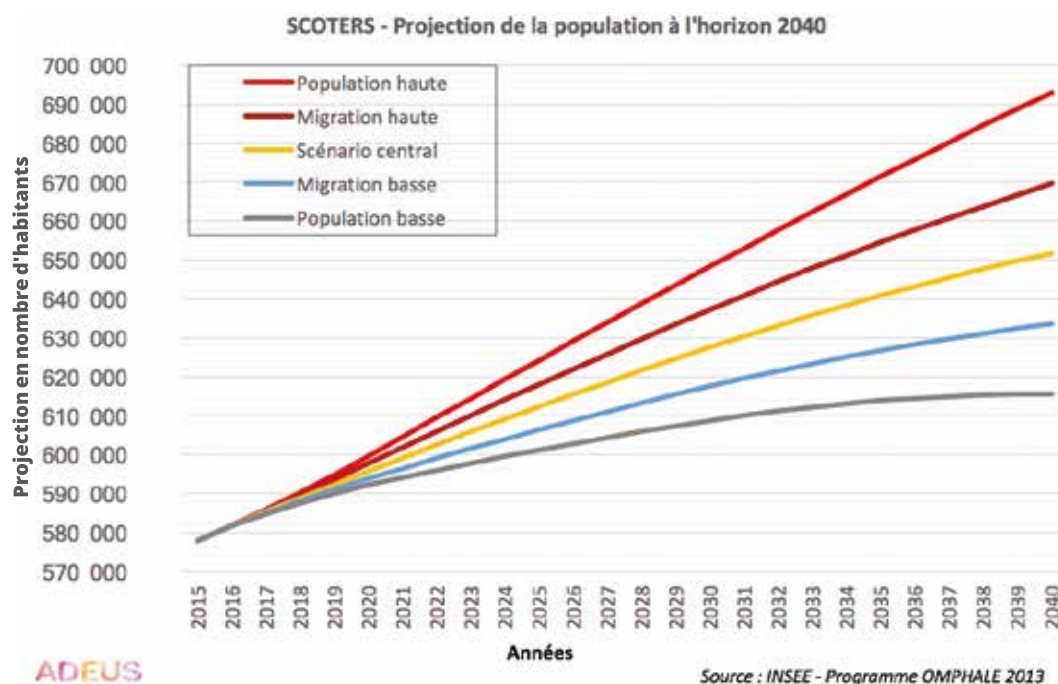 SCOTERS - Projection de la population à l'horizon 2040
Projection en nombre d'habitants
700 000
690 000
680 000
670 000
660 000
650 000
640 000
630 000
620 000
610 000
600 000
590 000
580 000
570 000
Population haute
Migration haute
Scénario central
Migration basse
Population basse
2015 2016 2017 2018 2019 2020 2021 2022 2023 2024 2025 2026 2027 2028 2029 2030 2031 2032 2033 2034 2035 2036 2037 2038 2039 2040
Années
ADEUS
Source : INSEE - Programme OMPHALE 2013